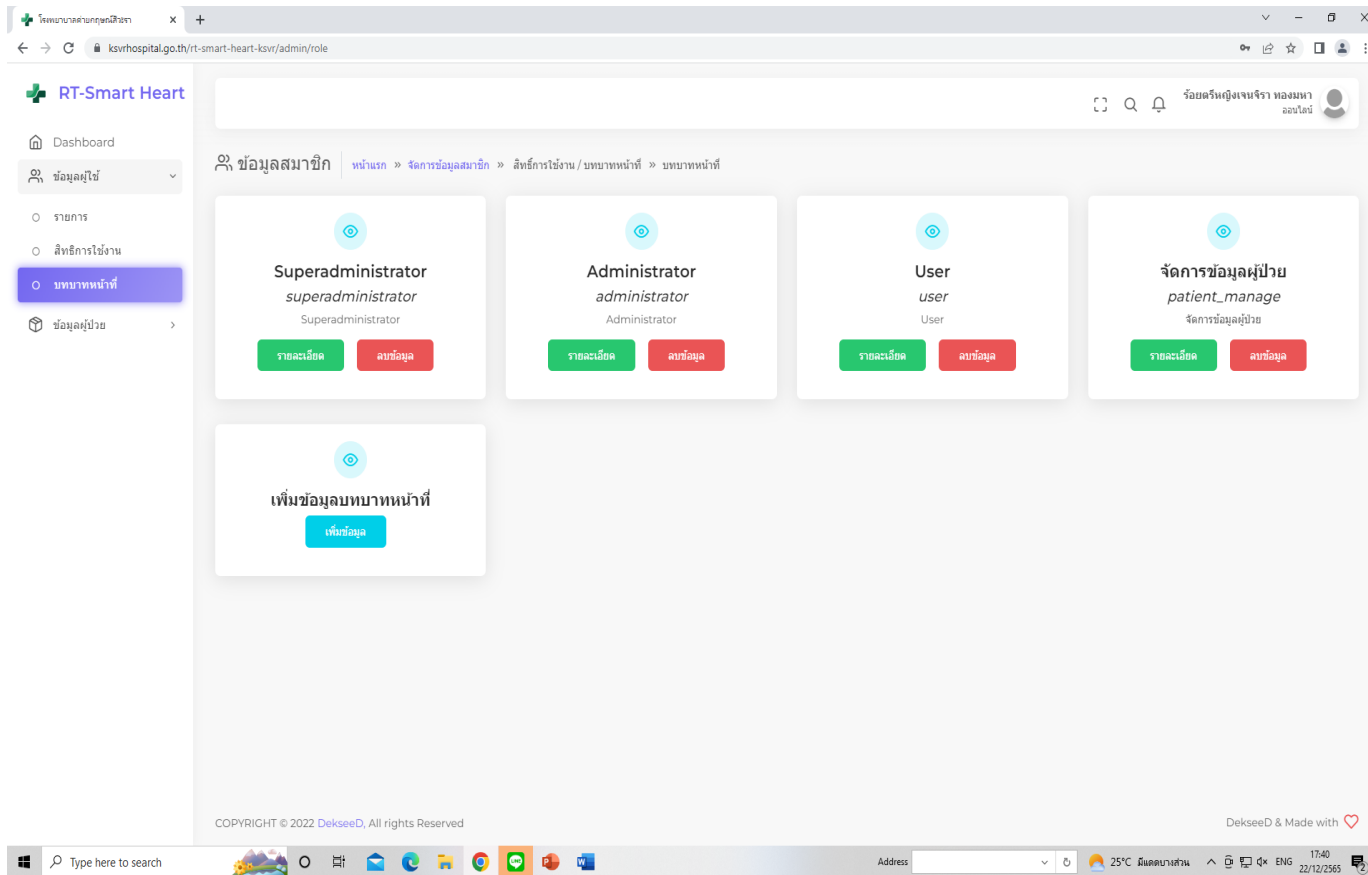 โรงพยาบาลค่ายกฤษณ์สีวะรา
ksvrhospital.go.th/rt-smart-heart-ksvr/admin/role
RT-Smart Heart
ร้อยตรีหญิงเจนจิรา ทองมหา
ออนไลน์
Dashboard
ข้อมูลผู้ใช้
รายการ
สิทธิการใช้งาน
บทบาทหน้าที่
ข้อมูลผู้ป่วย
ข้อมูลสมาชิก หน้าแรก » จัดการข้อมูลสมาชิก » สิทธิ์การใช้งาน / บทบาทหน้าที่ » บทบาทหน้าที่
Superadministrator
superadministrator
Superadministrator
รายละเอียด ลบข้อมูล
Administrator
administrator
Administrator
รายละเอียด ลบข้อมูล
User
user
User
รายละเอียด ลบข้อมูล
จัดการข้อมูลผู้ป่วย
patient_manage
จัดการข้อมูลผู้ป่วย
รายละเอียด ลบข้อมูล
เพิ่มข้อมูลบทบาทหน้าที่
เพิ่มข้อมูล
COPYRIGHT © 2022 DekseeD, All rights Reserved
DekseeD & Made with
Type here to search
Address
25°C มีแดดบางส่วน
ENG
17:40
22/12/2565
2